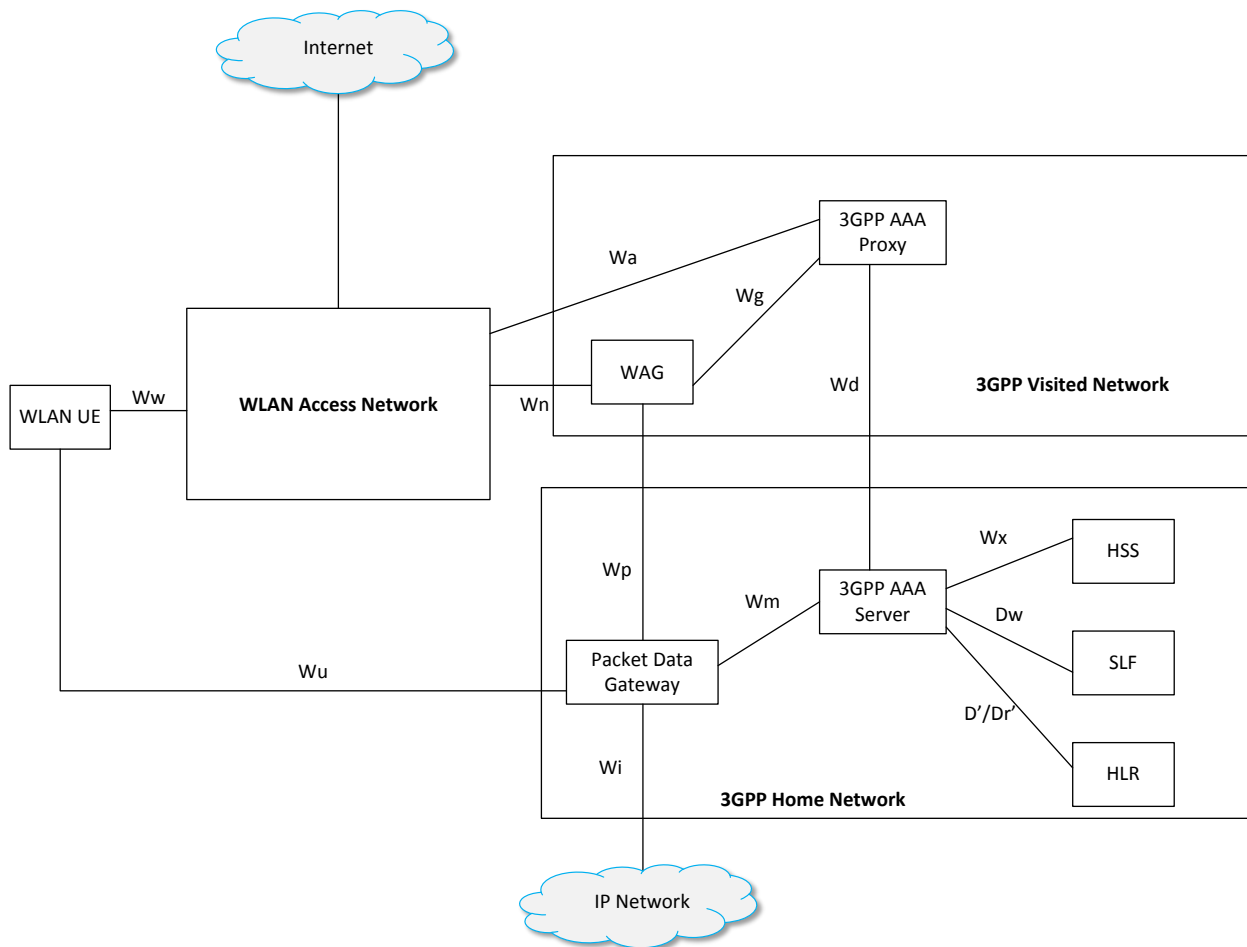 Internet
3GPP AAA
Proxy
Wa
Wg
WAG
Wd
3GPP Visited Network
WLAN Access Network
Ww
Wn
WLAN UE
Wx
HSS
Wp
3GPP AAA
Server
Wm
Dw
Packet Data
Gateway
SLF
Wu
D’/Dr’
Wi
HLR
3GPP Home Network
IP Network